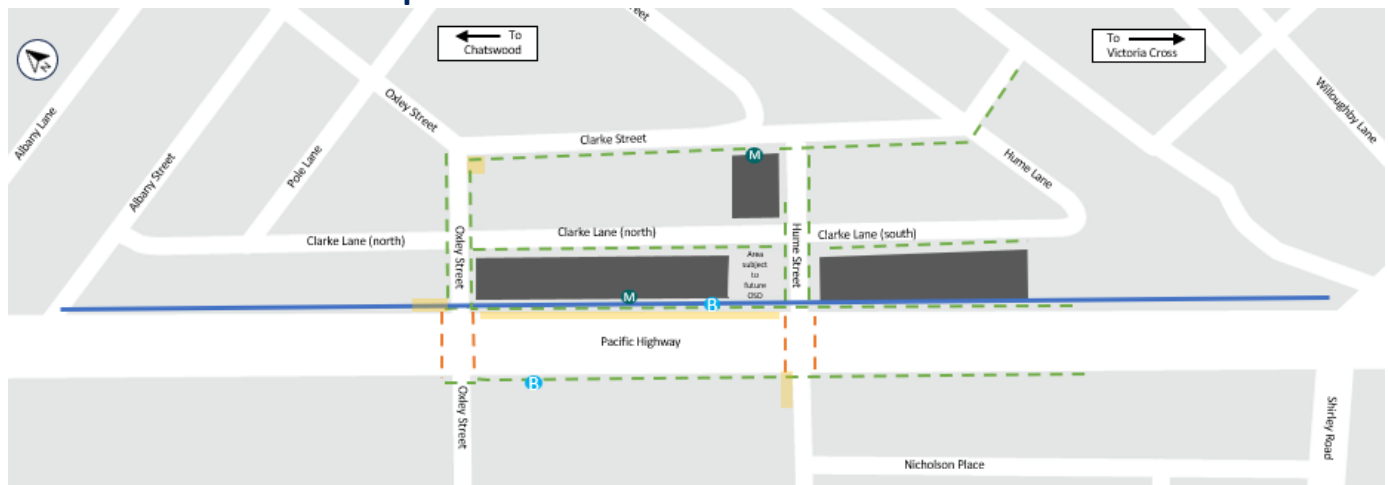 To
Chatswood
To
Victoria Cross
N
Albany Lane
Albany Street
Pole Lane
Oxley Street
Clarke Street
M
Hume Lane
Willoughby Lane
Clarke Lane (north)
Oxley Street
Clarke Lane (north)
Hume Street
Clarke Lane (south)
Area
subject
to
future
OSD
M
B
Pacific Highway
B
Oxley Street
Shirley Road
Nicholson Place